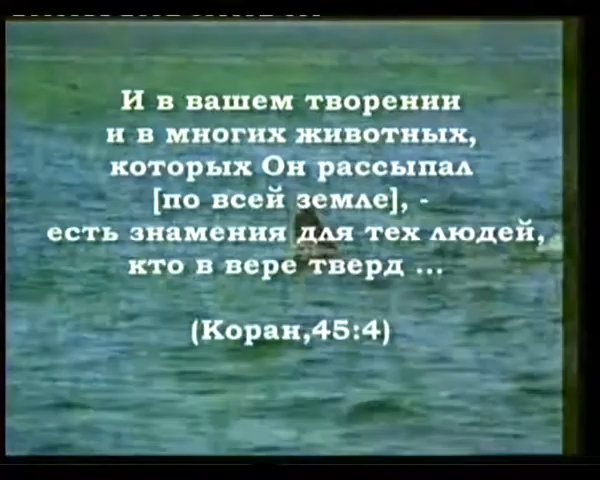 И в вашем творении
и в многих животных,
которых Он рассыпал
[по всей земле], -
есть знамения для тех людей,
кто в вере тверд ...
(Коран,45:4)